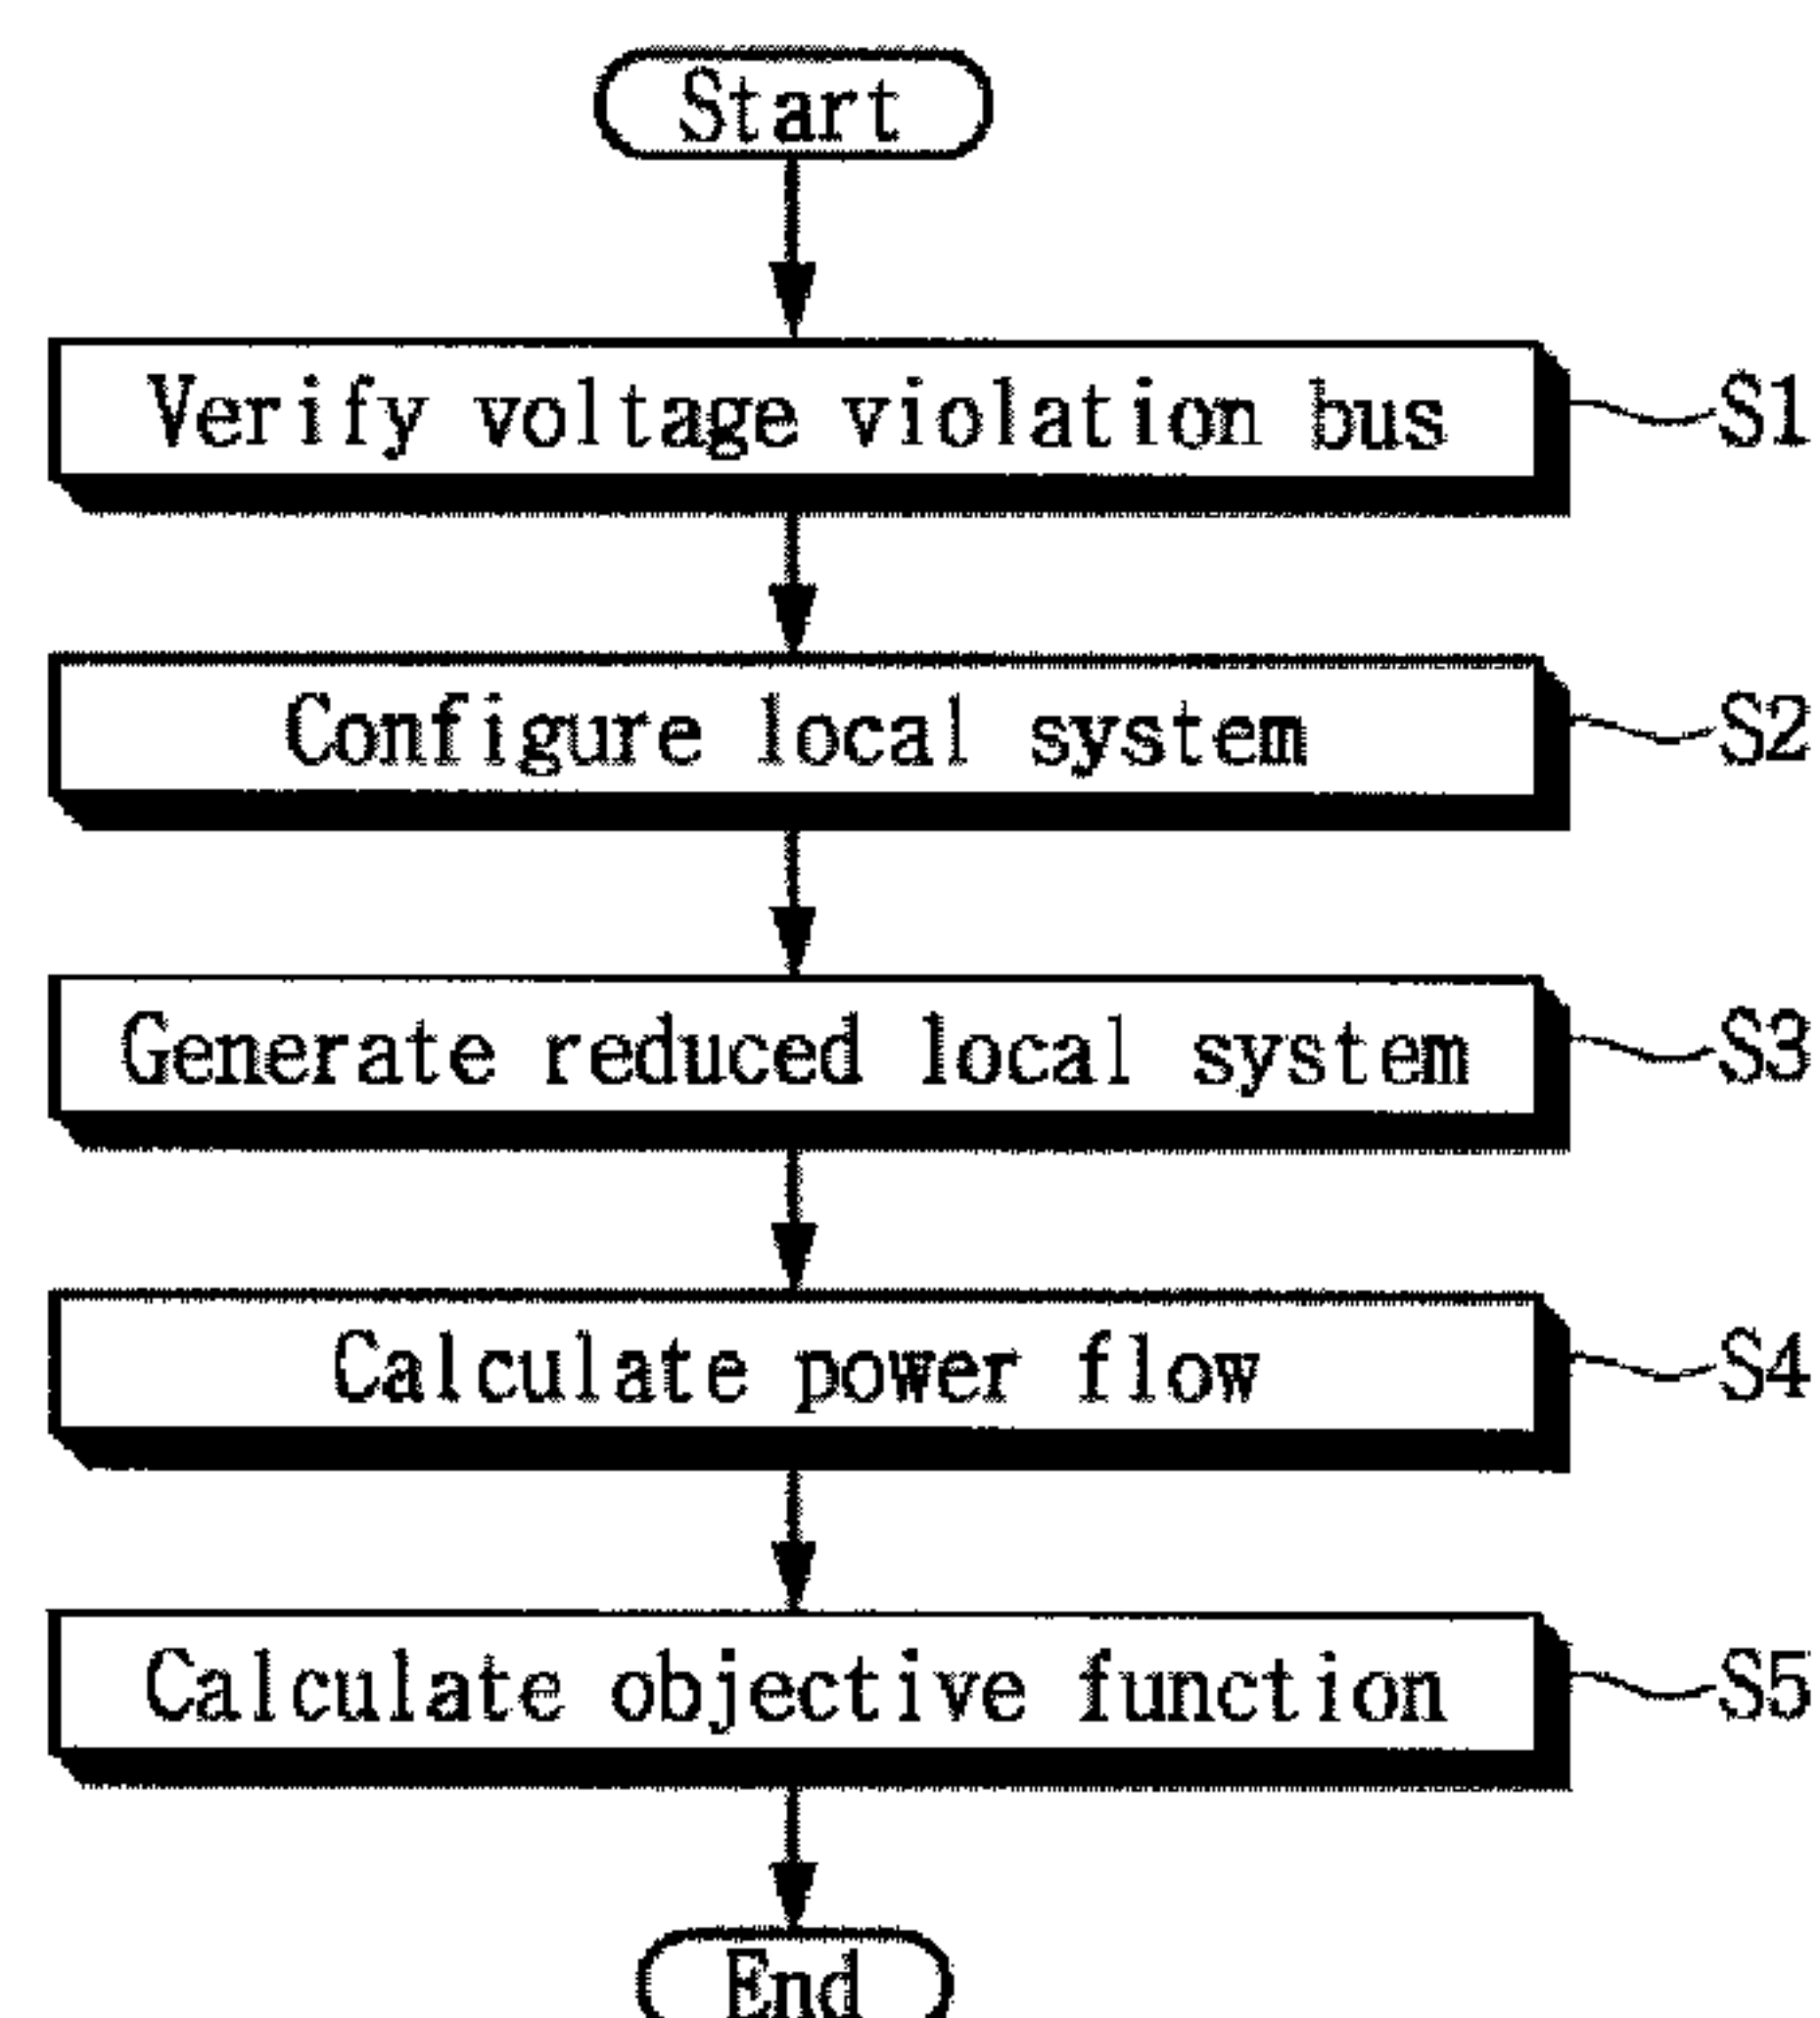 Start
Verify voltage violation bus S1
Configure local system S2
Generate reduced local system S3
Calculate power flow S4
Calculate objective function S5
End